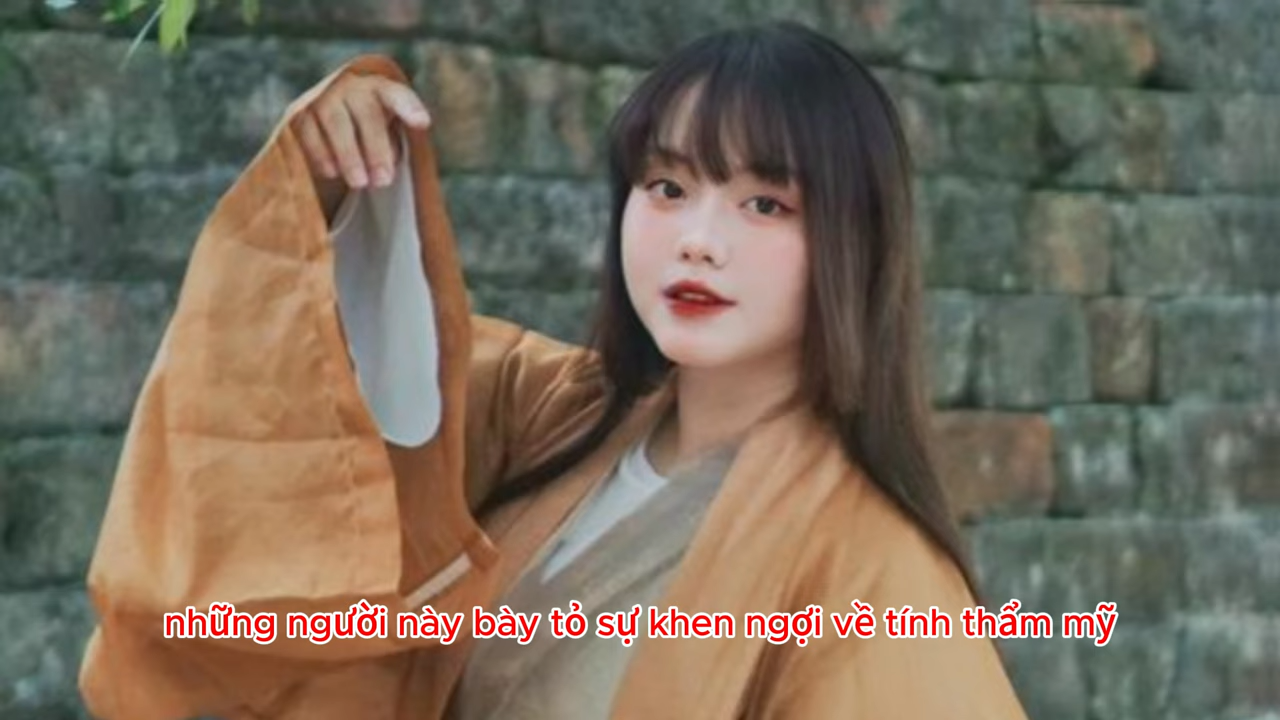 những người này bày tỏ sự khen ngợi về tính thẩm mỹ